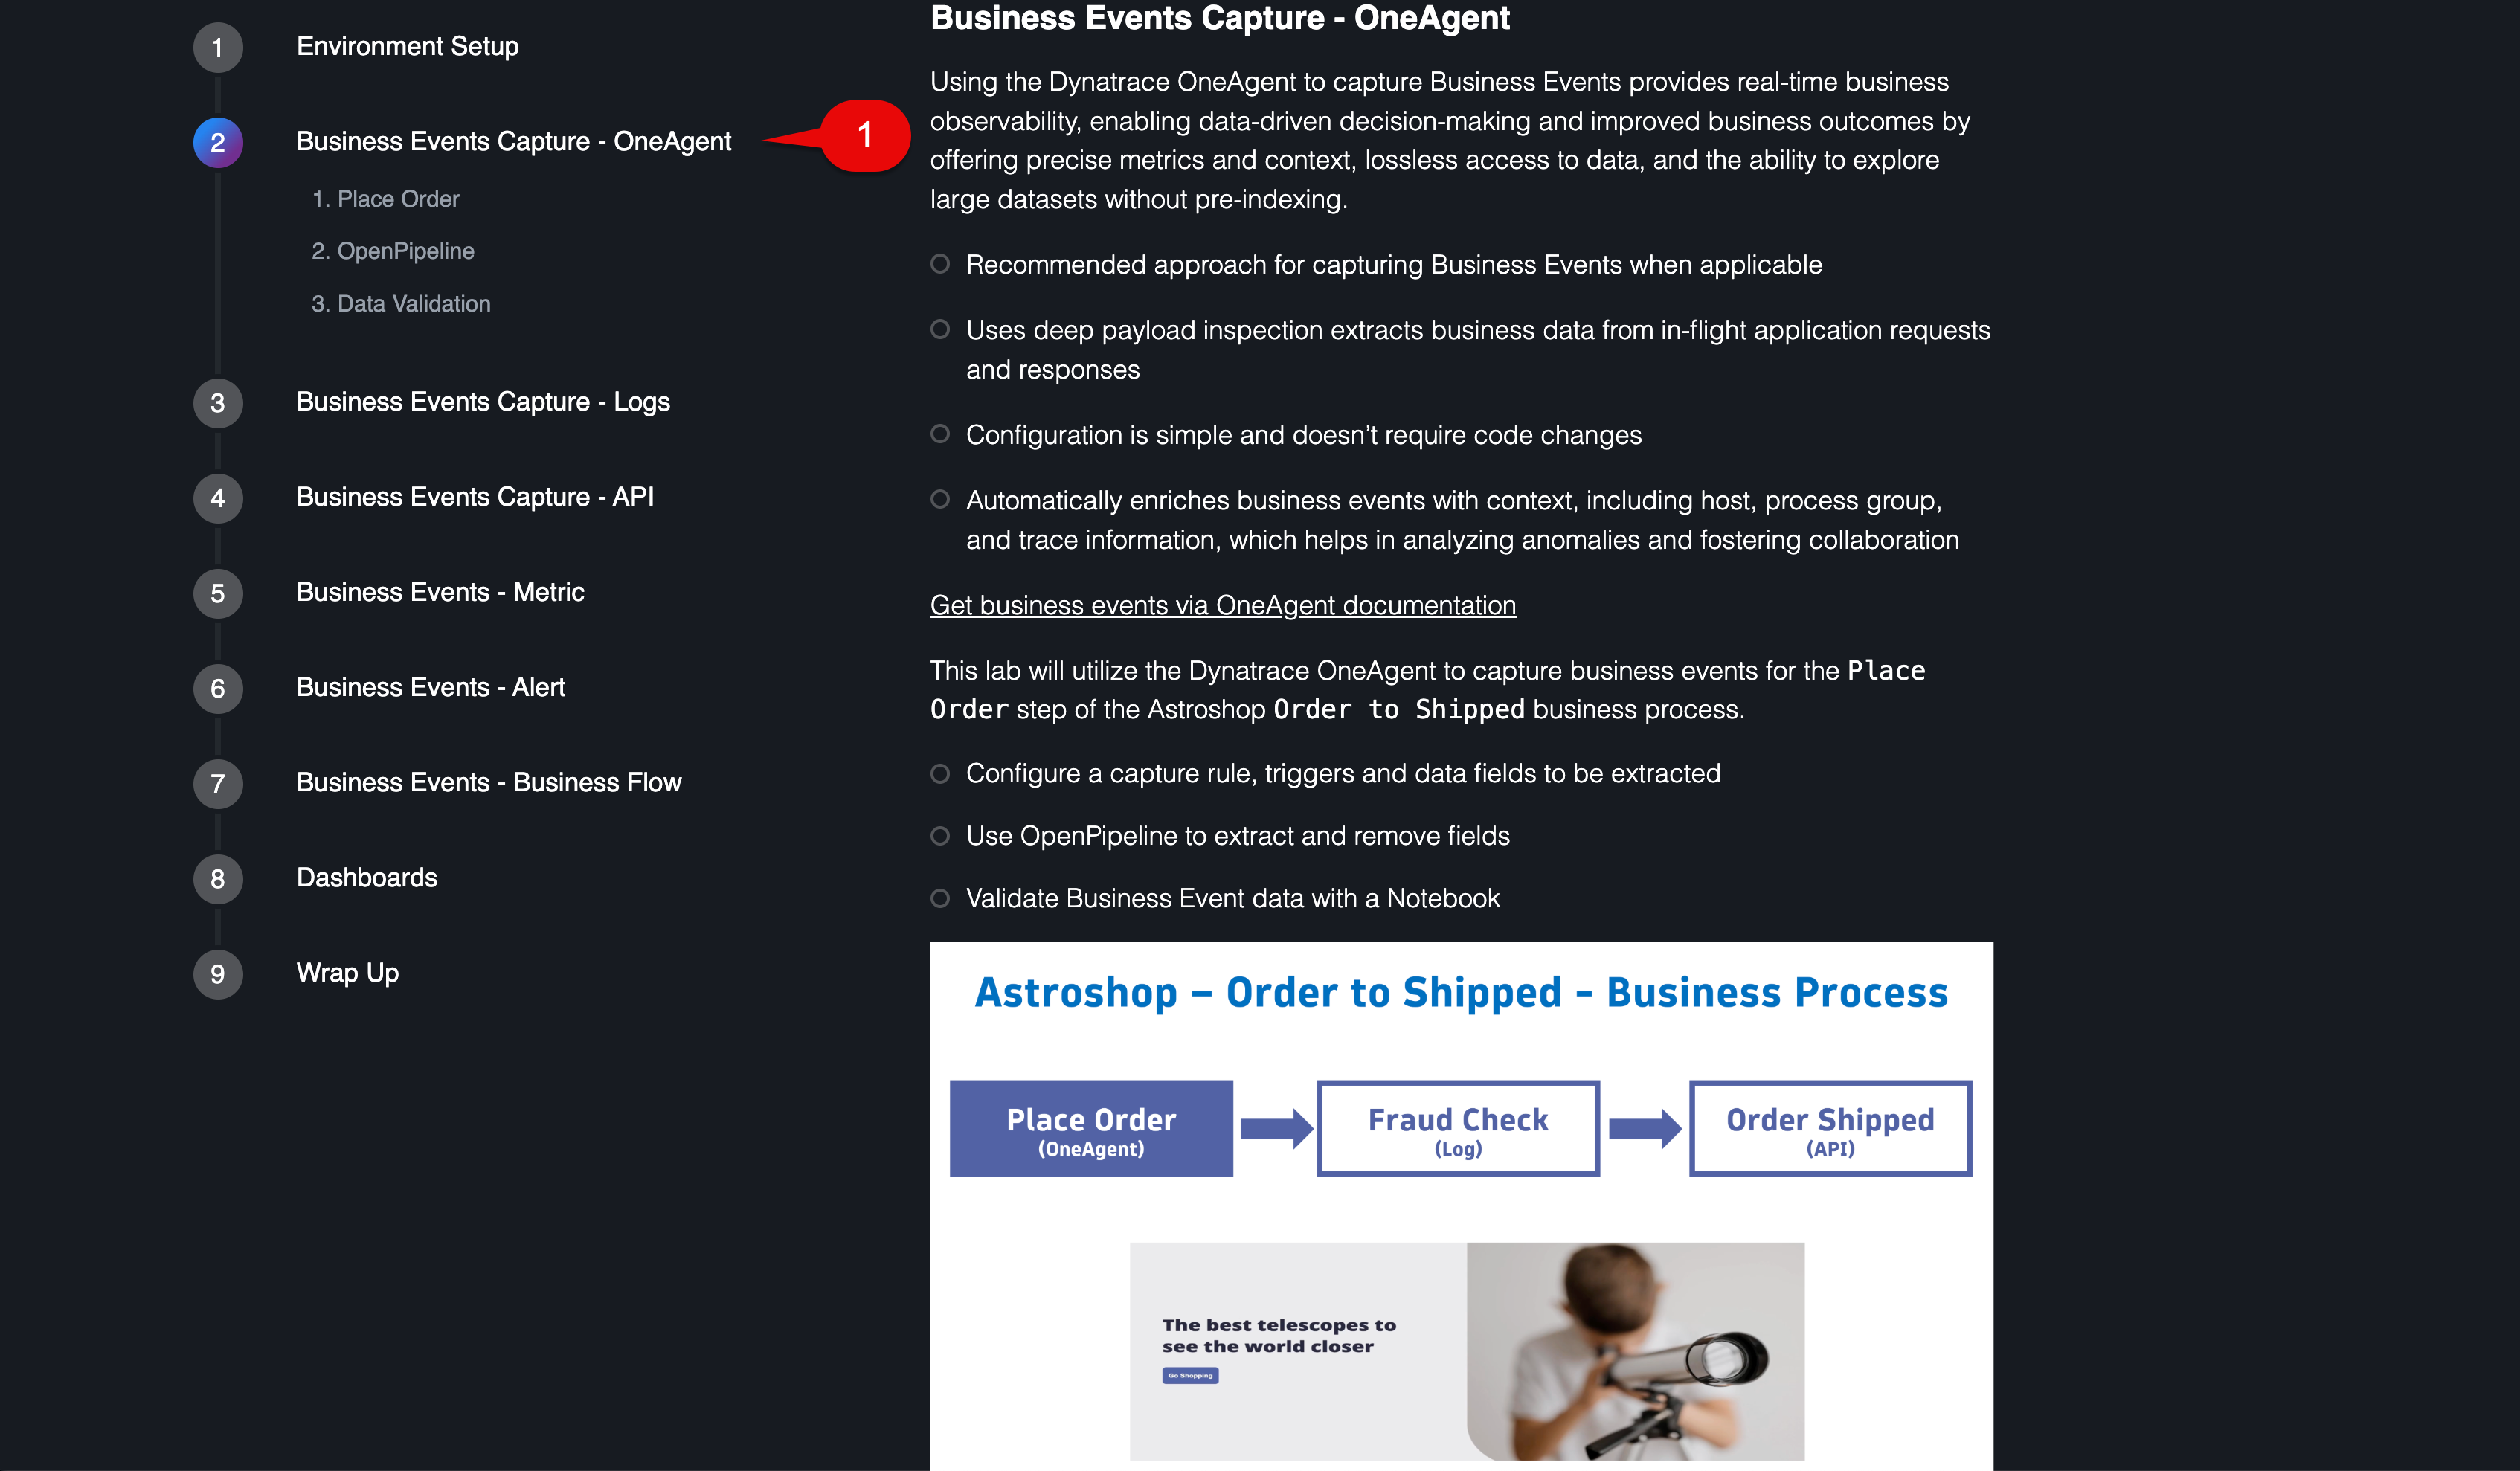 1
Environment Setup
2
Business Events Capture - OneAgent
1
1. Place Order
2. OpenPipeline
3. Data Validation
3
Business Events Capture - Logs
4
Business Events Capture - API
5
Business Events - Metric
6
Business Events - Alert
7
Business Events - Business Flow
8
Dashboards
9
Wrap Up
Business Events Capture - OneAgent
Using the Dynatrace OneAgent to capture Business Events provides real-time business
observability, enabling data-driven decision-making and improved business outcomes by
offering precise metrics and context, lossless access to data, and the ability to explore
large datasets without pre-indexing.
Recommended approach for capturing Business Events when applicable
Uses deep payload inspection extracts business data from in-flight application requests
and responses
Configuration is simple and doesn’t require code changes
Automatically enriches business events with context, including host, process group,
and trace information, which helps in analyzing anomalies and fostering collaboration
Get business events via OneAgent documentation
This lab will utilize the Dynatrace OneAgent to capture business events for the Place
Order step of the Astroshop Order to Shipped business process.
Configure a capture rule, triggers and data fields to be extracted
Use OpenPipeline to extract and remove fields
Validate Business Event data with a Notebook
Astroshop – Order to Shipped - Business Process
Place Order
(OneAgent)
Fraud Check
(Log)
Order Shipped
(API)
The best telescopes to
see the world closer
Go Shopping